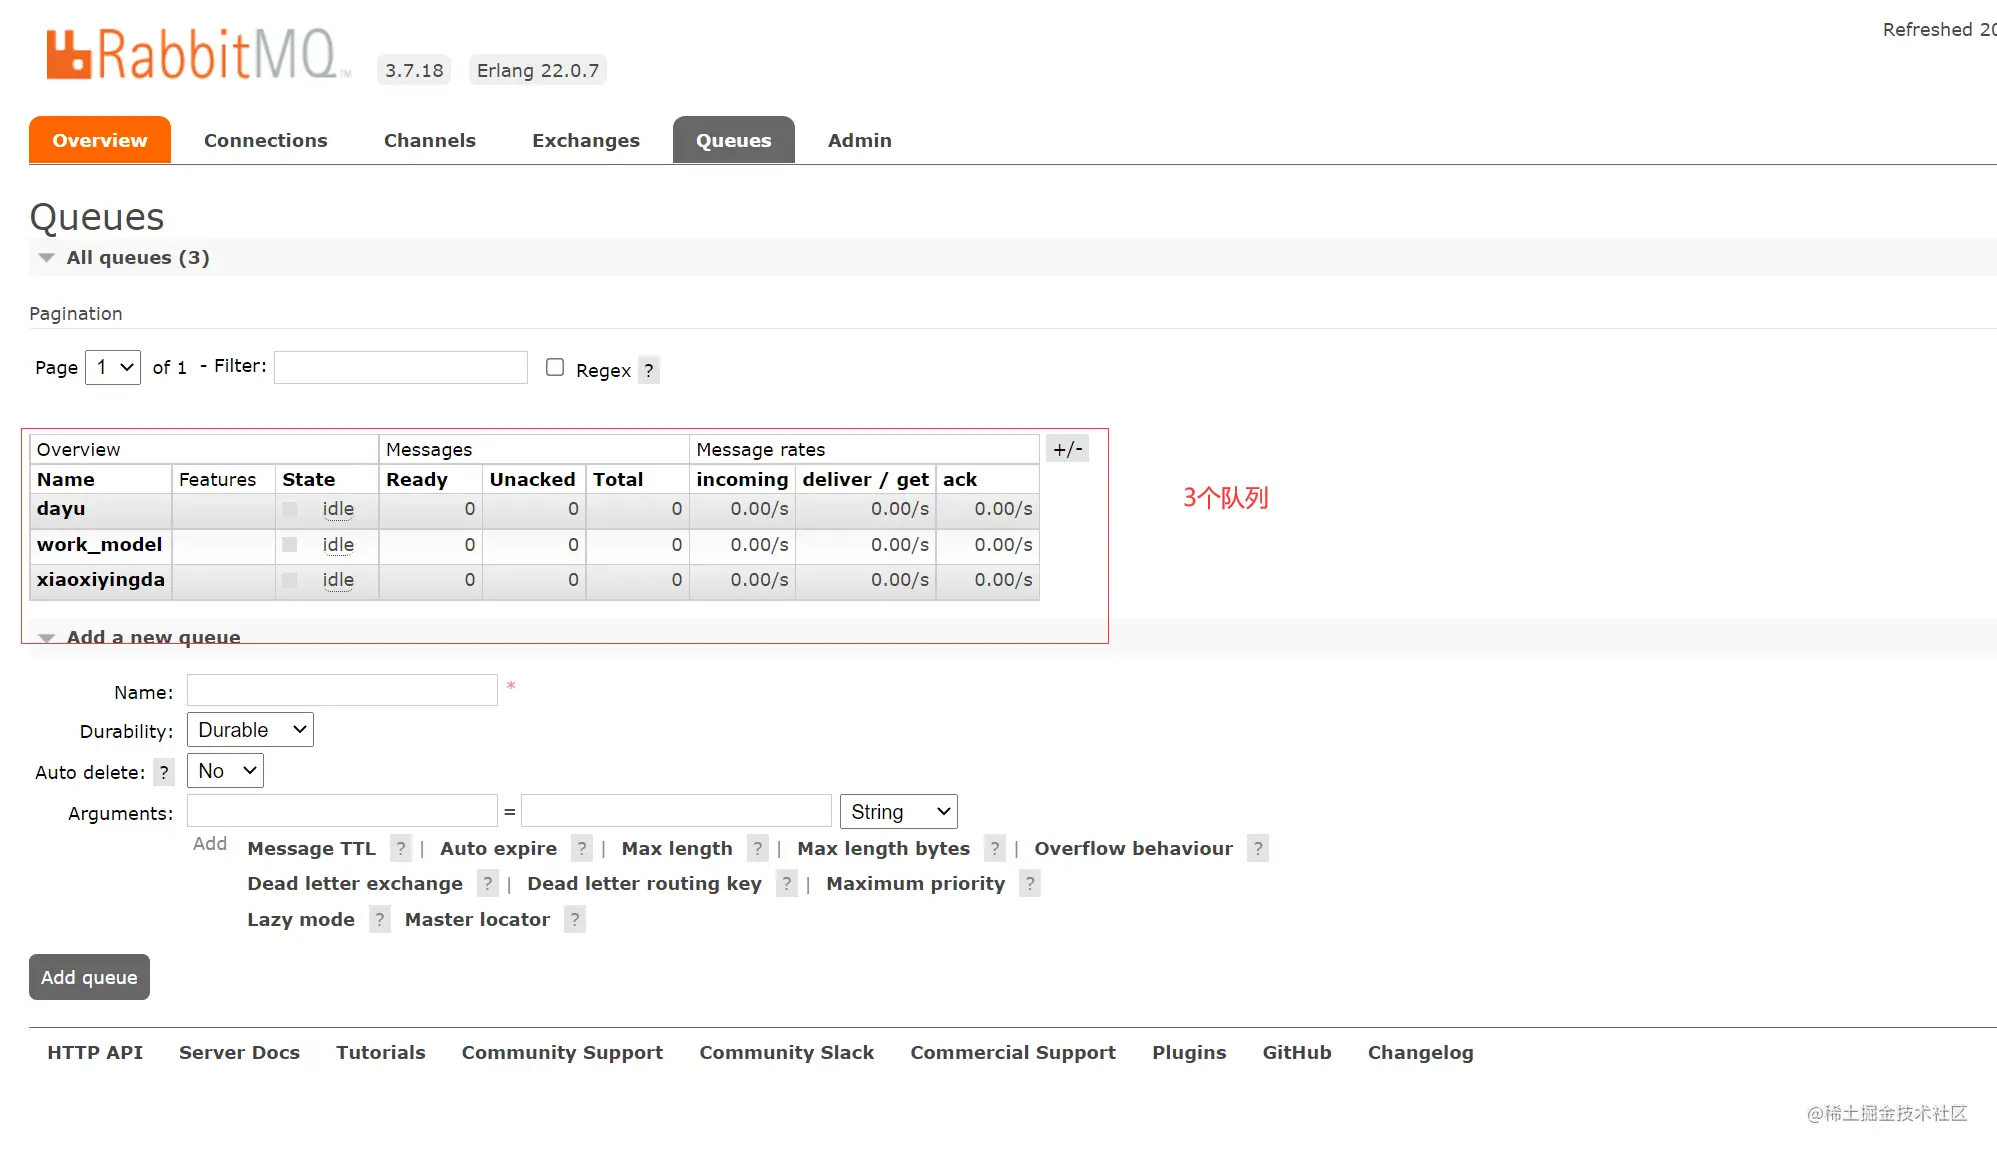 RabbitMQ™ 3.7.18 Erlang 22.0.7
Refreshed 20
Overview Connections Channels Exchanges Queues Admin
Queues
All queues (3)
Pagination
Page 1 of 1 - Filter: Regex ?
Overview Messages Message rates +/-
Name Features State Ready Unacked Total incoming deliver / get ack
dayu idle 0 0 0 0.00/s 0.00/s 0.00/s
3个队列
work_model idle 0 0 0 0.00/s 0.00/s 0.00/s
xiaoxiyingda idle 0 0 0 0.00/s 0.00/s 0.00/s
Add a new queue
Name: *
Durability: Durable
Auto delete: ? No
Arguments: = String
Add Message TTL ? | Auto expire ? | Max length ? | Max length bytes ? | Overflow behaviour ?
Dead letter exchange ? | Dead letter routing key ? | Maximum priority ?
Lazy mode ? Master locator ?
Add queue
HTTP API Server Docs Tutorials Community Support Community Slack Commercial Support Plugins GitHub Changelog
@稀土掘金技术社区